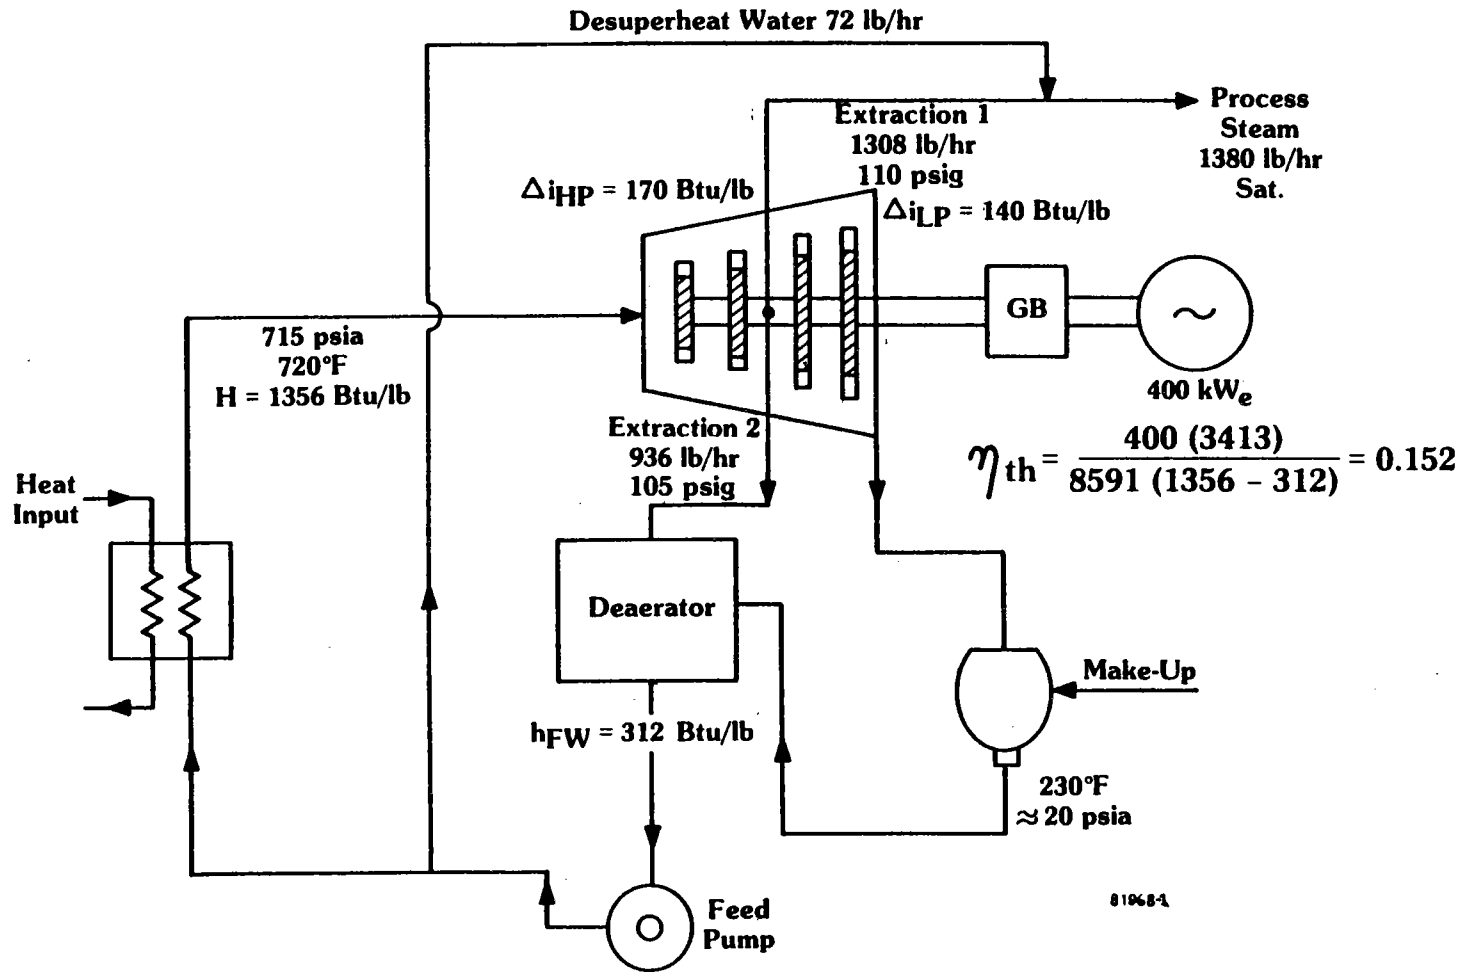 Desuperheat Water 72 lb/hr
Process
Steam
1380 lb/hr
Sat.
Extraction 1
1308 lb/hr
110 psig
ΔiHP = 170 Btu/lb
ΔiLP = 140 Btu/lb
GB
715 psia
720°F
H = 1356 Btu/lb
400 kWe
Extraction 2
936 lb/hr
105 psig
ηth = 400 (3413) / 8591 (1356 - 312) = 0.152
Heat
Input
Deaerator
Make-Up
hFW = 312 Btu/lb
230°F
≈ 20 psia
Feed
Pump